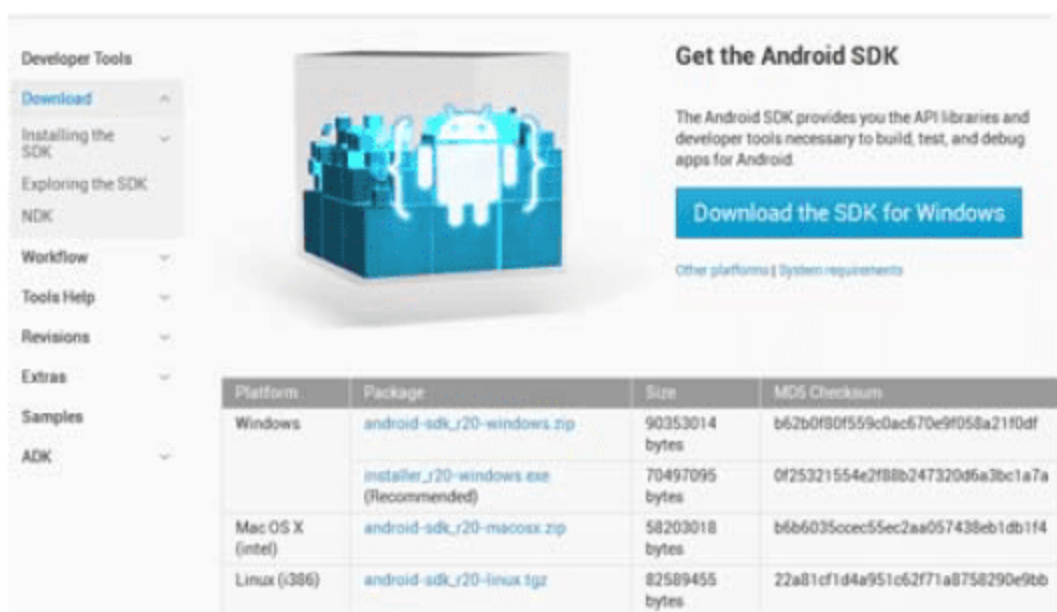 Developer Tools
Download
Installing the
SDK
Exploring the SDK
NDK
Workflow
Tools Help
Revisions
Extras
Samples
ADK
Get the Android SDK
The Android SDK provides you the API libraries and
developer tools necessary to build, test, and debug
apps for Android.
Download the SDK for Windows
Other platforms | System requirements
Platform Package Size MD5 Checksum
Windows android-sdk_r20-windows.zip 90353014 b62b0f80f559c0ac670e9f058a21f0df
bytes
installer_r20-windows.exe 70497095 0f25321554e2f88b247320d6a3bc1a7a
(Recommended) bytes
Mac OS X android-sdk_r20-macosx.zip 58203018 b6b6035ccec55ec2aa057438eb1db1f4
(intel) bytes
Linux (i386) android-sdk_r20-linux.tgz 82589455 22a81cf1d4a951c62f71a8758290e9bb
bytes